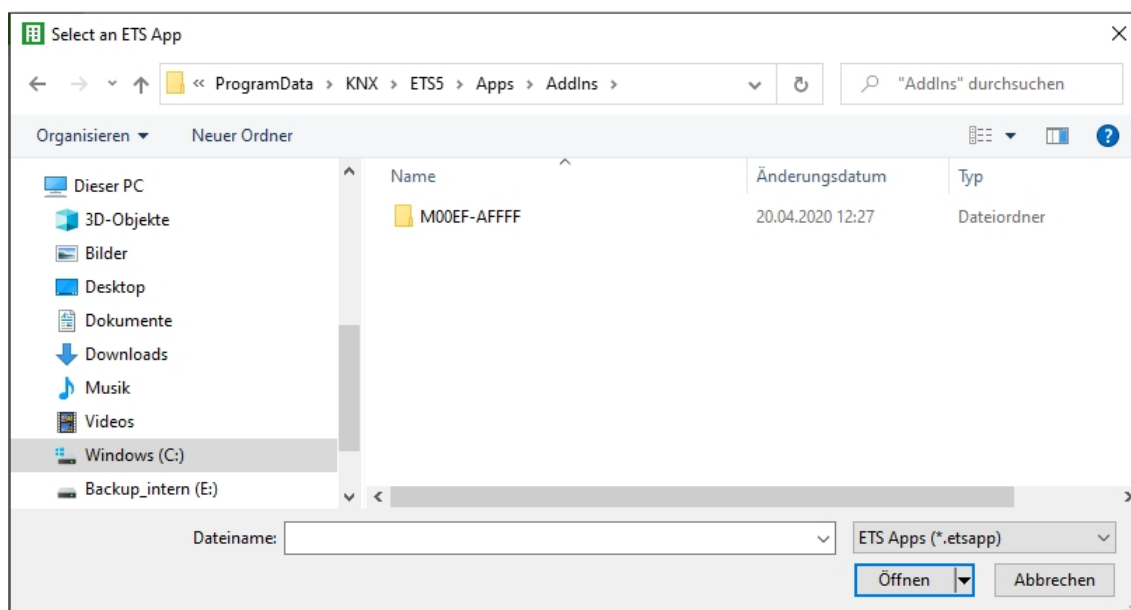 Select an ETS App
« ProgramData › KNX › ETS5 › Apps › AddIns ›
"AddIns" durchsuchen
Organisieren
Neuer Ordner
Dieser PC
3D-Objekte
Bilder
Desktop
Dokumente
Downloads
Musik
Videos
Windows (C:)
Backup_intern (E:)
Name Änderungsdatum Typ
M00EF-AFFFF 20.04.2020 12:27 Dateiordner
Dateiname:
ETS Apps (*.etsapp)
Öffnen Abbrechen